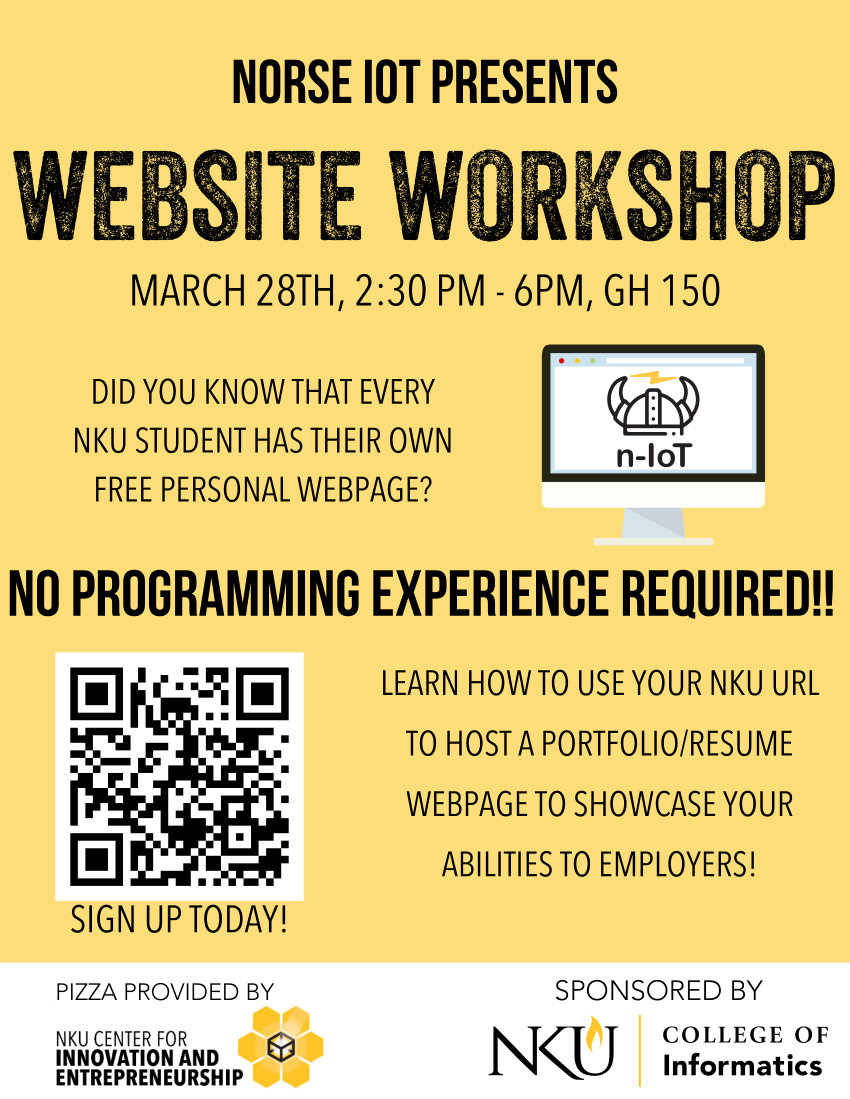 NORSE IOT PRESENTS
WEBSITE WORKSHOP
MARCH 28TH, 2:30 PM - 6PM, GH 150
DID YOU KNOW THAT EVERY
NKU STUDENT HAS THEIR OWN
FREE PERSONAL WEBPAGE?
n-IoT
NO PROGRAMMING EXPERIENCE REQUIRED!!
LEARN HOW TO USE YOUR NKU URL
TO HOST A PORTFOLIO/RESUME
WEBPAGE TO SHOWCASE YOUR
ABILITIES TO EMPLOYERS!
SIGN UP TODAY!
PIZZA PROVIDED BY
NKU CENTER FOR
INNOVATION AND
ENTREPRENEURSHIP
SPONSORED BY
NKU
COLLEGE OF
Informatics